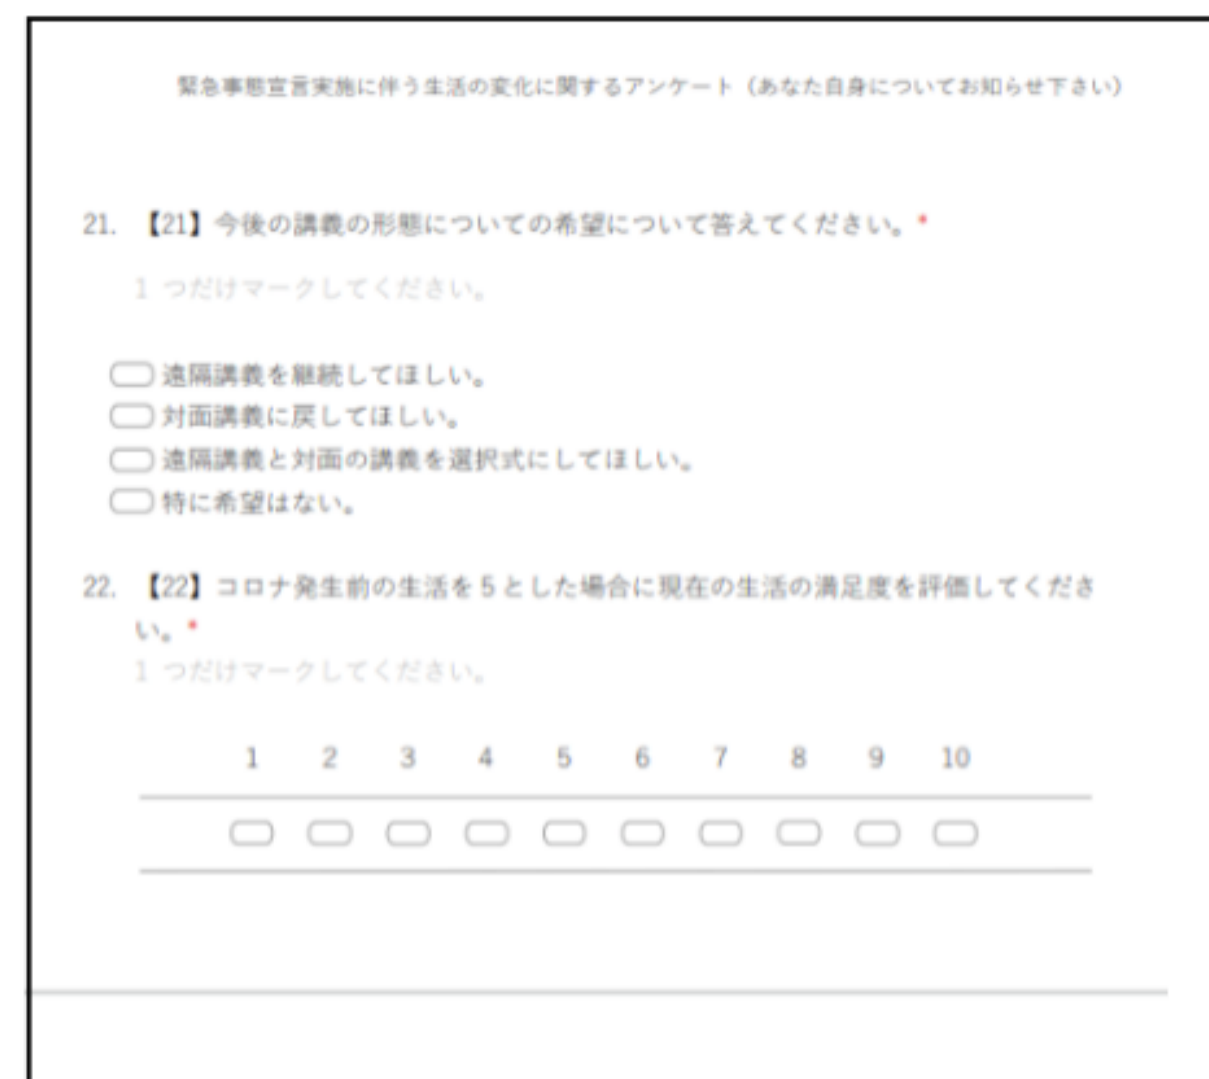 緊急事態宣言実施に伴う生活の変化に関するアンケート（あなた自身についてお知らせ下さい）
21. 【21】今後の講義の形態についての希望について答えてください。*
1 つだけマークしてください。
遠隔講義を継続してほしい。
対面講義に戻してほしい。
遠隔講義と対面の講義を選択式にしてほしい。
特に希望はない。
22. 【22】コロナ発生前の生活を５とした場合に現在の生活の満足度を評価してくださ
い。*
1 つだけマークしてください。
1 2 3 4 5 6 7 8 9 10